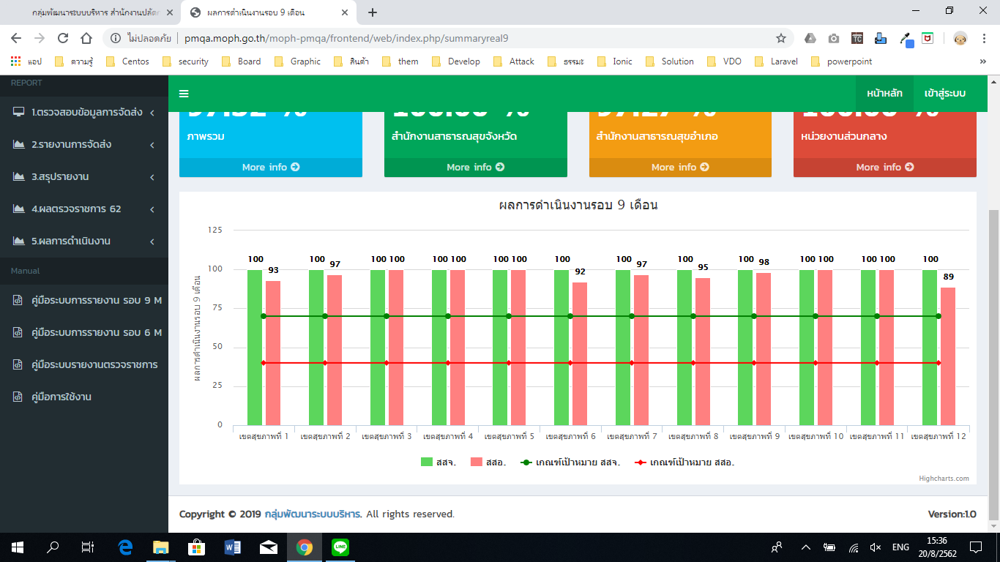 กลุ่มพัฒนาระบบบริหาร สำนักงานปลัด
ผลการดำเนินงานรอบ 9 เดือน
ไม่ปลอดภัย | pmqa.moph.go.th/moph-pmqa/frontend/web/index.php/summaryreal9
แอป ความรู้ Centos security Board Graphic สินค้า them Develop Attack ธรรมะ Ionic Solution VDO Laravel powerpoint »
REPORT
1.ตรวจสอบข้อมูลการจัดส่ง
2.รายงานการจัดส่ง
3.สรุปรายงาน
4.ผลตรวจราชการ 62
5.ผลการดำเนินงาน
Manual
คู่มือระบบการรายงาน รอบ 9 M
คู่มือระบบการรายงาน รอบ 6 M
คู่มือระบบรายงานตรวจราชการ
คู่มือการใช้งาน
หน้าหลัก เข้าสู่ระบบ
ภาพรวม
More info
สำนักงานสาธารณสุขจังหวัด
More info
สำนักงานสาธารณสุขอำเภอ
More info
หน่วยงานส่วนกลาง
More info
ผลการดำเนินงานรอบ 9 เดือน
ผลการดำเนินงานรอบ 9 เดือน
125
100
75
50
25
0
100 93 100 97 100 100 100 100 100 100 100 92 100 97 100 95 100 98 100 100 100 100 100 89
เขตสุขภาพที่ 1 เขตสุขภาพที่ 2 เขตสุขภาพที่ 3 เขตสุขภาพที่ 4 เขตสุขภาพที่ 5 เขตสุขภาพที่ 6 เขตสุขภาพที่ 7 เขตสุขภาพที่ 8 เขตสุขภาพที่ 9 เขตสุขภาพที่ 10 เขตสุขภาพที่ 11 เขตสุขภาพที่ 12
สสจ. สสอ. เกณฑ์เป้าหมาย สสจ. เกณฑ์เป้าหมาย สสอ.
Highcharts.com
Copyright © 2019 กลุ่มพัฒนาระบบบริหาร. All rights reserved.
Version:1.0
ENG
15:36
20/8/2562